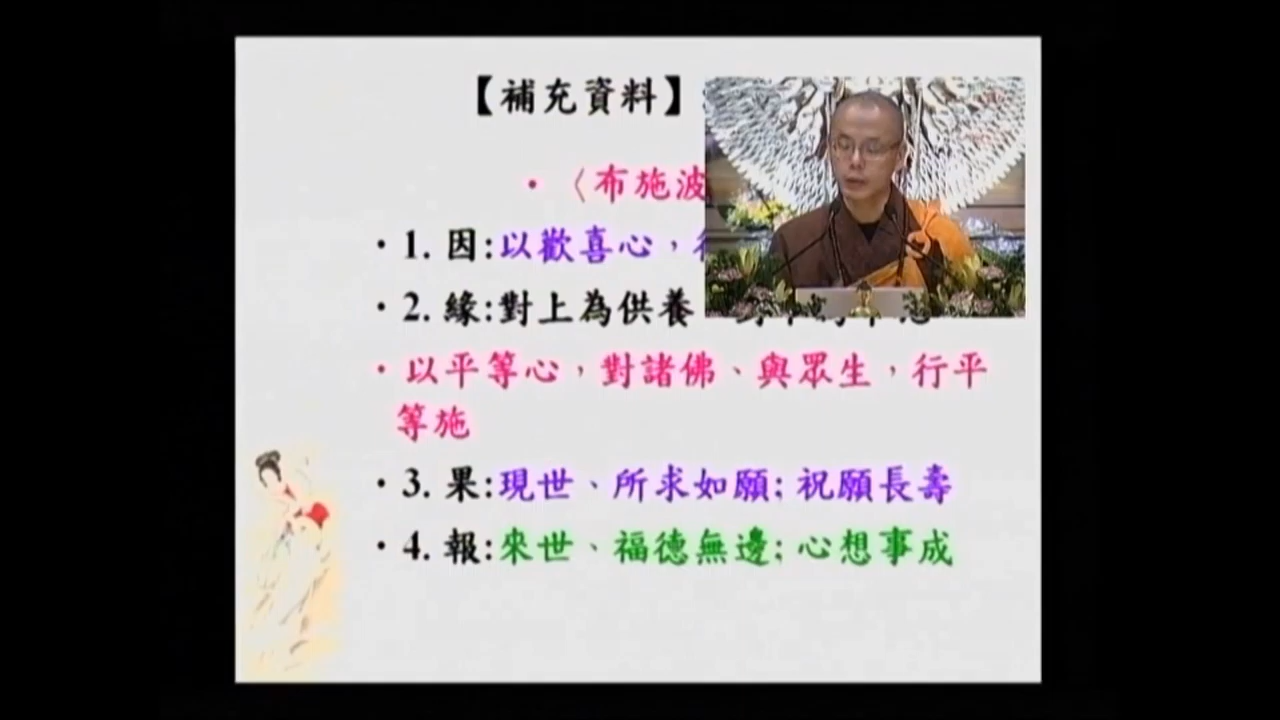 【補充資料】
•〈布施波
• 1. 因:以歡喜心，
• 2. 緣:對上為供養
• 以平等心，對諸佛、與眾生，行平
等施
• 3. 果:現世、所求如願; 祝願長壽
• 4. 報:來世、福德無邊; 心想事成